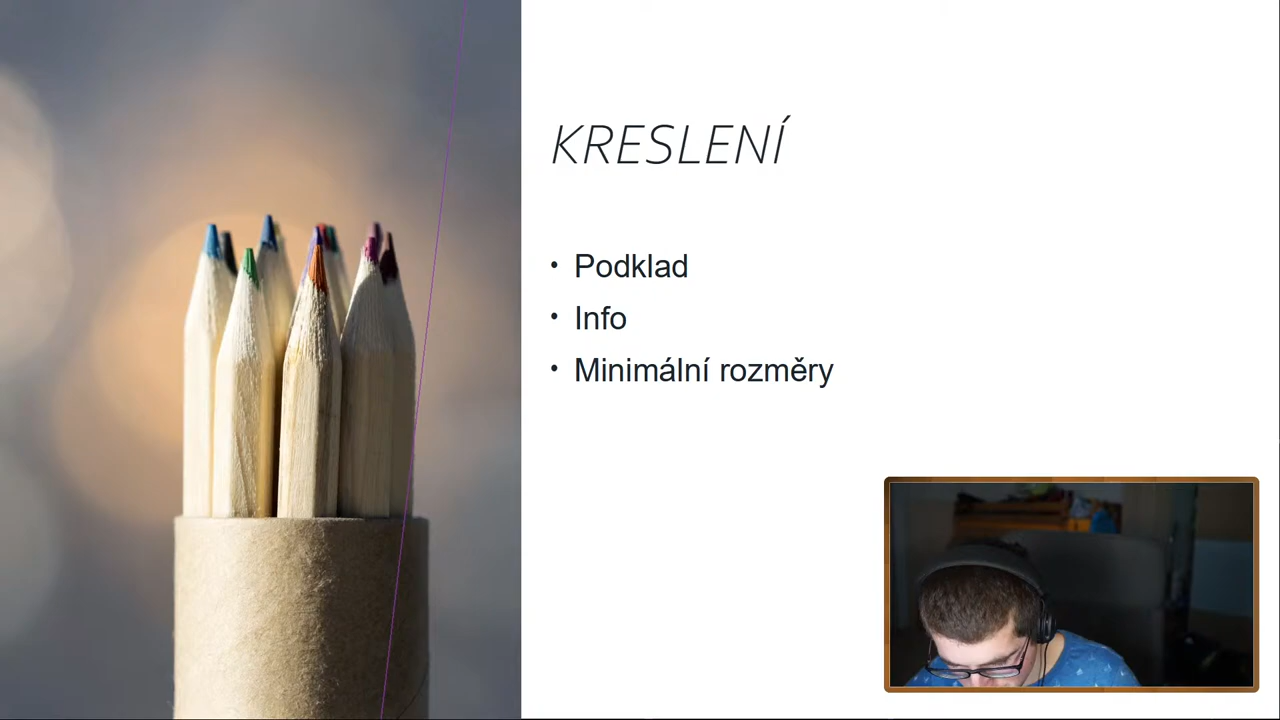 KRESLENÍ
• Podklad
• Info
• Minimální rozměry